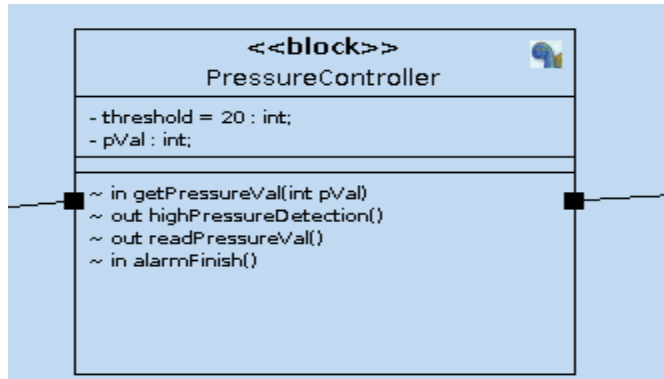 <<block>>
PressureController
- threshold = 20 : int;
- pVal : int;
~ in getPressureVal(int pVal)
~ out highPressureDetection()
~ out readPressureVal()
~ in alarmFinish()